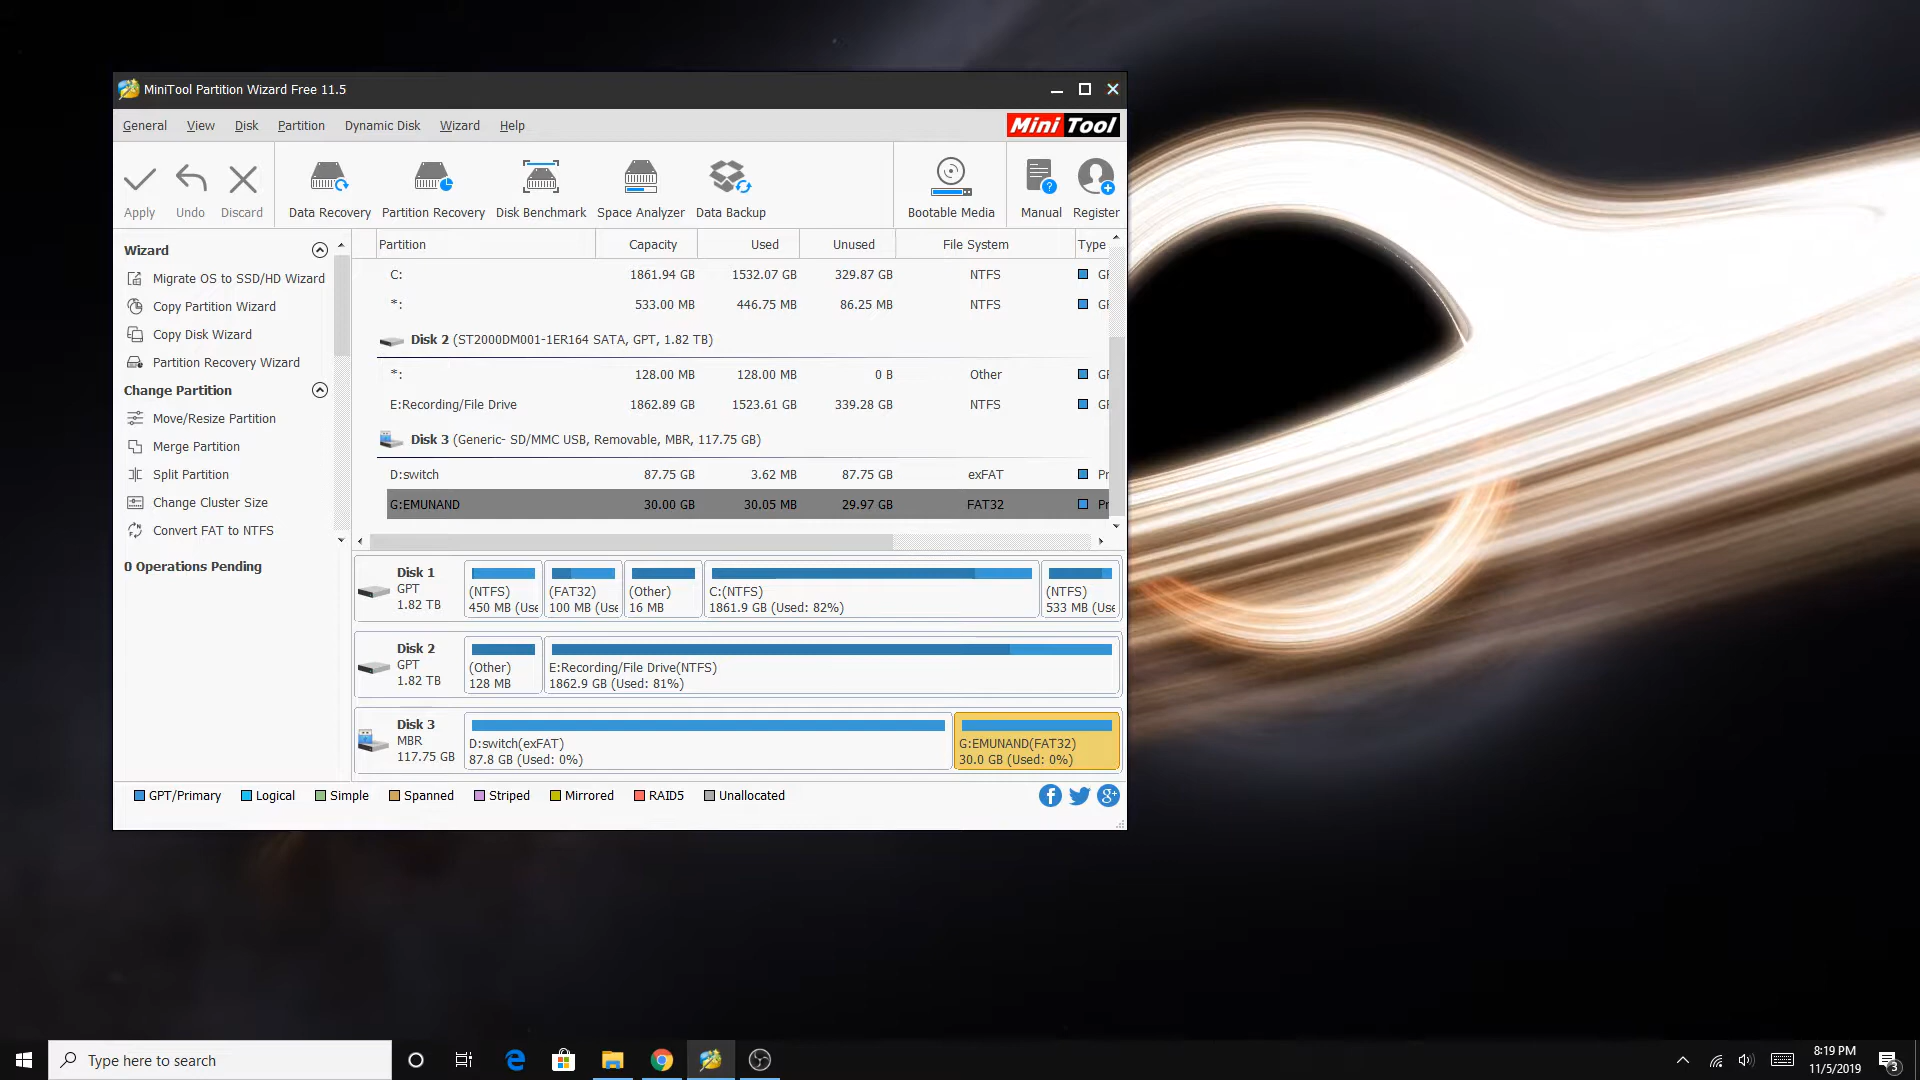 MiniTool Partition Wizard Free 11.5
General View Disk Partition Dynamic Disk Wizard Help
Mini Tool
Apply Undo Discard Data Recovery Partition Recovery Disk Benchmark Space Analyzer Data Backup Bootable Media Manual Register
Wizard
Migrate OS to SSD/HD Wizard
Copy Partition Wizard
Copy Disk Wizard
Partition Recovery Wizard
Change Partition
Move/Resize Partition
Merge Partition
Split Partition
Change Cluster Size
Convert FAT to NTFS
0 Operations Pending
Partition Capacity Used Unused File System Type
C: 1861.94 GB 1532.07 GB 329.87 GB NTFS
*: 533.00 MB 446.75 MB 86.25 MB NTFS
Disk 2 (ST2000DM001-1ER164 SATA, GPT, 1.82 TB)
*: 128.00 MB 128.00 MB 0 B Other
E:Recording/File Drive 1862.89 GB 1523.61 GB 339.28 GB NTFS
Disk 3 (Generic- SD/MMC USB, Removable, MBR, 117.75 GB)
D:switch 87.75 GB 3.62 MB 87.75 GB exFAT Pr
G:EMUNAND 30.00 GB 30.05 MB 29.97 GB FAT32 Pr
Disk 1
GPT
1.82 TB
(NTFS)
450 MB (Use
(FAT32)
100 MB (Use
(Other)
16 MB
C:(NTFS)
1861.9 GB (Used: 82%)
(NTFS)
533 MB (Use
Disk 2
GPT
1.82 TB
(Other)
128 MB
E:Recording/File Drive(NTFS)
1862.9 GB (Used: 81%)
Disk 3
MBR
117.75 GB
D:switch(exFAT)
87.8 GB (Used: 0%)
G:EMUNAND(FAT32)
30.0 GB (Used: 0%)
GPT/Primary Logical Simple Spanned Striped Mirrored RAID5 Unallocated
Type here to search
8:19 PM
11/5/2019
3